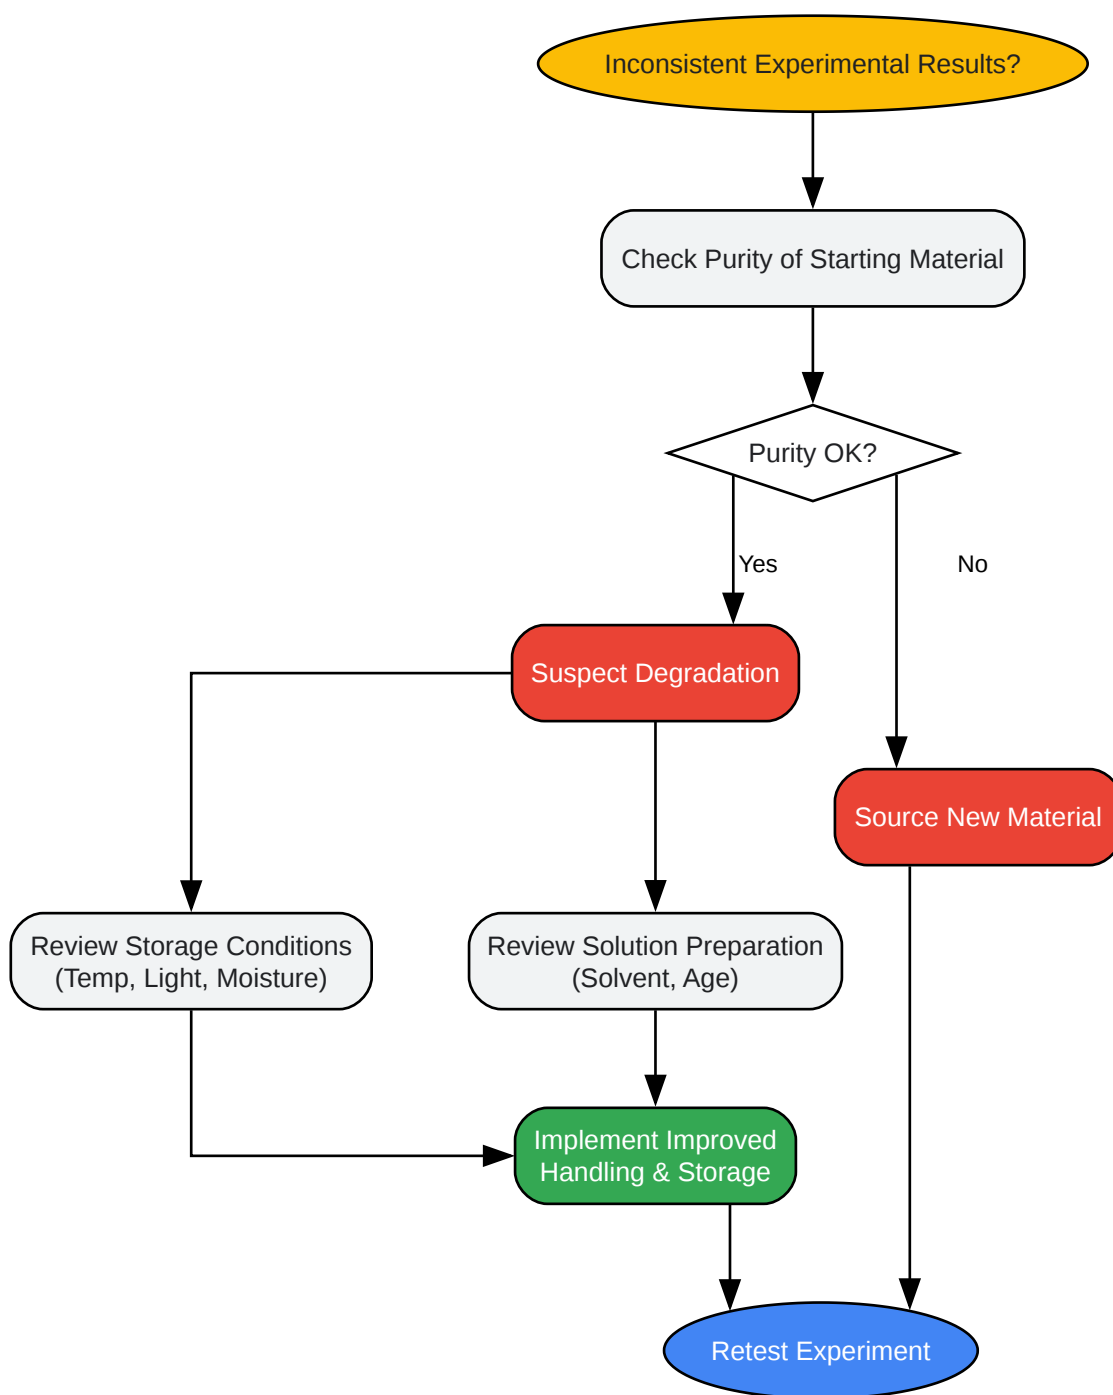 Inconsistent Experimental Results?
Check Purity of Starting Material
Purity OK?
Yes
No
Suspect Degradation
Source New Material
Review Storage Conditions
(Temp, Light, Moisture)
Review Solution Preparation
(Solvent, Age)
Implement Improved
Handling & Storage
Retest Experiment